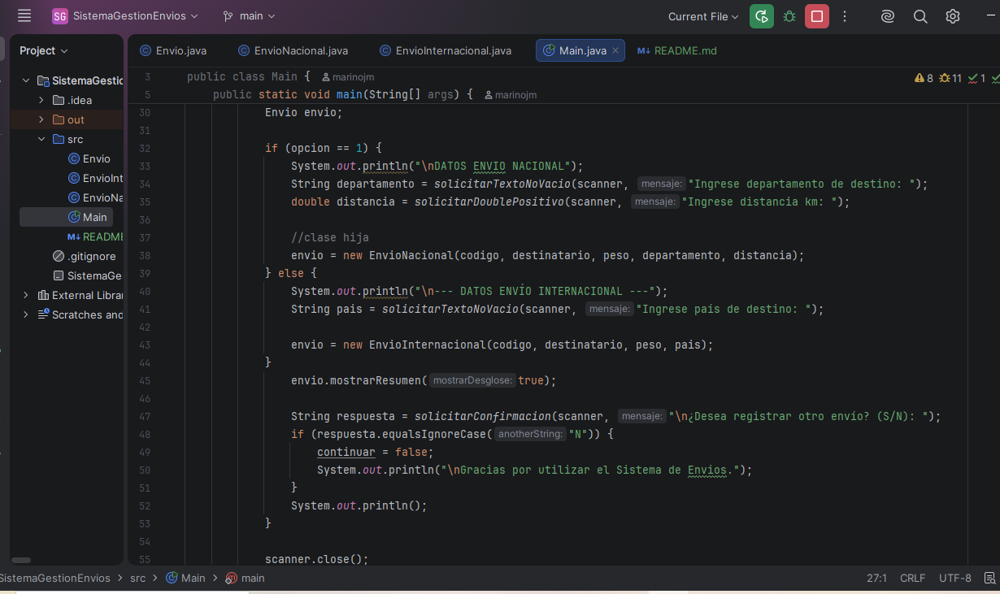 SG SistemaGestionEnvios main Current File
Project
Envio.java EnvioNacional.java EnvioInternacional.java Main.java README.md
SistemaGestic
.idea
out
src
Envio
EnvioInt
EnvioNa
Main
README
.gitignore
SistemaGe
External Librar
Scratches and
8 11 1
3 public class Main { marinojm
5 public static void main(String[] args) { marinojm
30 Envio envio;
31
32 if (opcion == 1) {
33 System.out.println("\nDATOS ENVIO NACIONAL");
34 String departamento = solicitarTextoNoVacio(scanner, mensaje: "Ingrese departamento de destino: ");
35 double distancia = solicitarDoublePositivo(scanner, mensaje: "Ingrese distancia km: ");
36
37 //clase hija
38 envio = new EnvioNacional(codigo, destinatario, peso, departamento, distancia);
39 } else {
40 System.out.println("\n--- DATOS ENVÍO INTERNACIONAL ---");
41 String pais = solicitarTextoNoVacio(scanner, mensaje: "Ingrese país de destino: ");
42
43 envio = new EnvioInternacional(codigo, destinatario, peso, pais);
44 }
45 envio.mostrarResumen( mostrarDesglose: true);
46
47 String respuesta = solicitarConfirmacion(scanner, mensaje: "\n¿Desea registrar otro envío? (S/N): ");
48 if (respuesta.equalsIgnoreCase( anotherString: "N")) {
49 continuar = false;
50 System.out.println("\nGracias por utilizar el Sistema de Envios.");
51 }
52 System.out.println();
53 }
54
55 scanner.close();
SistemaGestionEnvios > src > Main > main 27:1 CRLF UTF-8